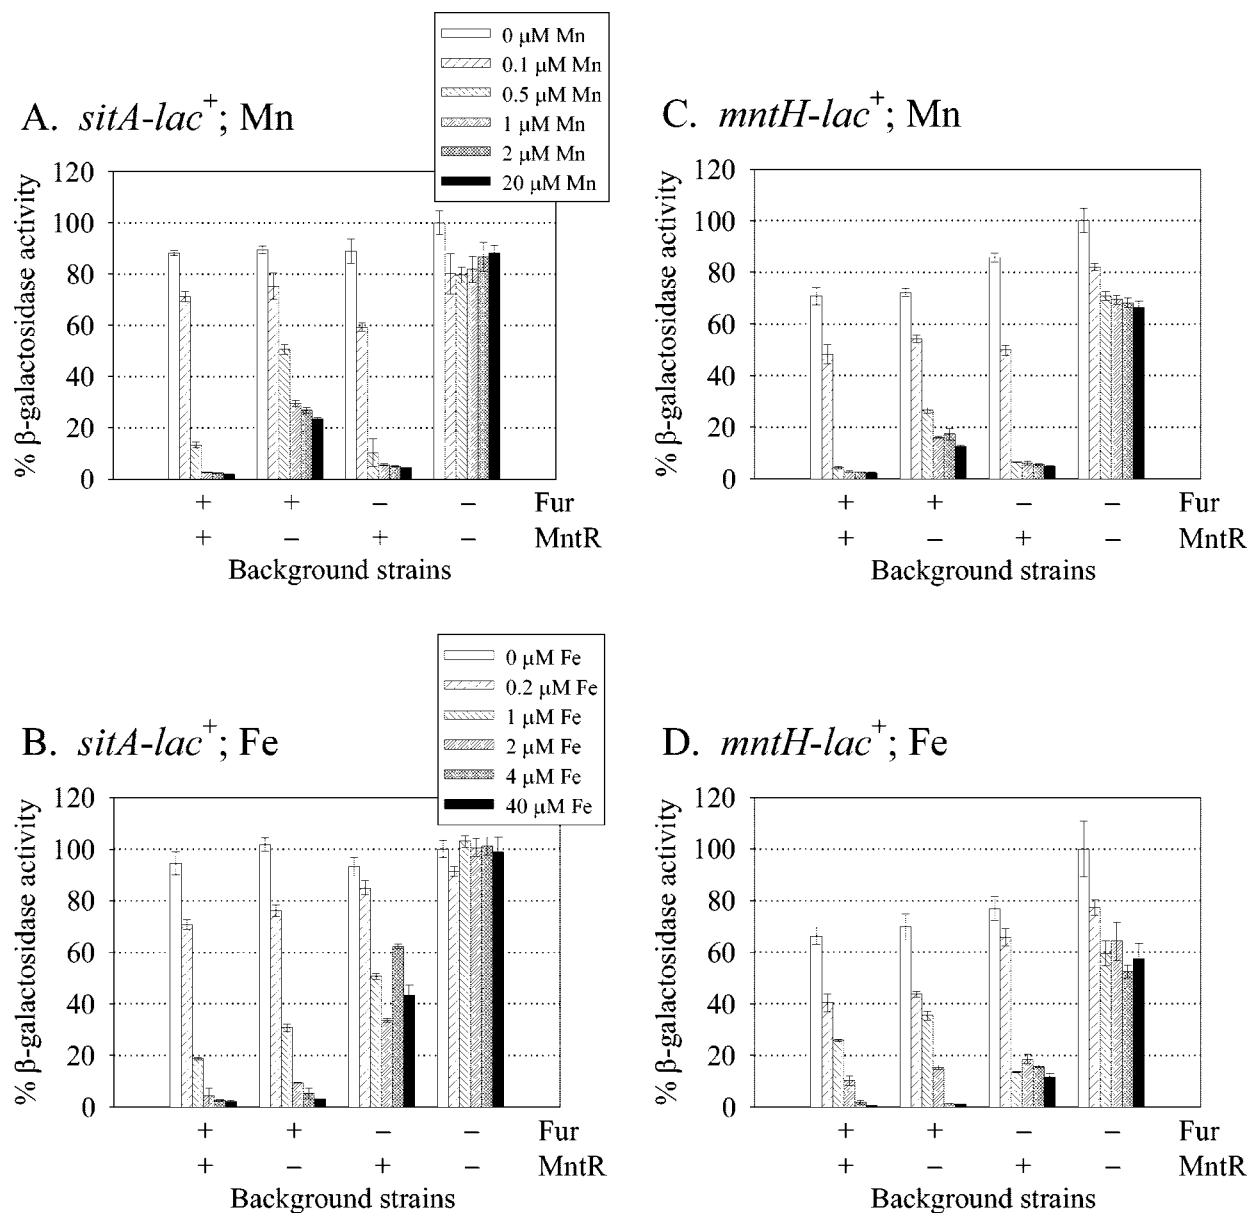 0 μM Mn
0.1 μM Mn
0.5 μM Mn
1 μM Mn
2 μM Mn
20 μM Mn
A. sitA-lac+; Mn
% β-galactosidase activity
120
100
80
60
40
20
0
+ + – – Fur
+ – + – MntR
Background strains
C. mntH-lac+; Mn
% β-galactosidase activity
120
100
80
60
40
20
0
+ + – – Fur
+ – + – MntR
Background strains
0 μM Fe
0.2 μM Fe
1 μM Fe
2 μM Fe
4 μM Fe
40 μM Fe
B. sitA-lac+; Fe
% β-galactosidase activity
120
100
80
60
40
20
0
+ + – – Fur
+ – + – MntR
Background strains
D. mntH-lac+; Fe
% β-galactosidase activity
120
100
80
60
40
20
0
+ + – – Fur
+ – + – MntR
Background strains